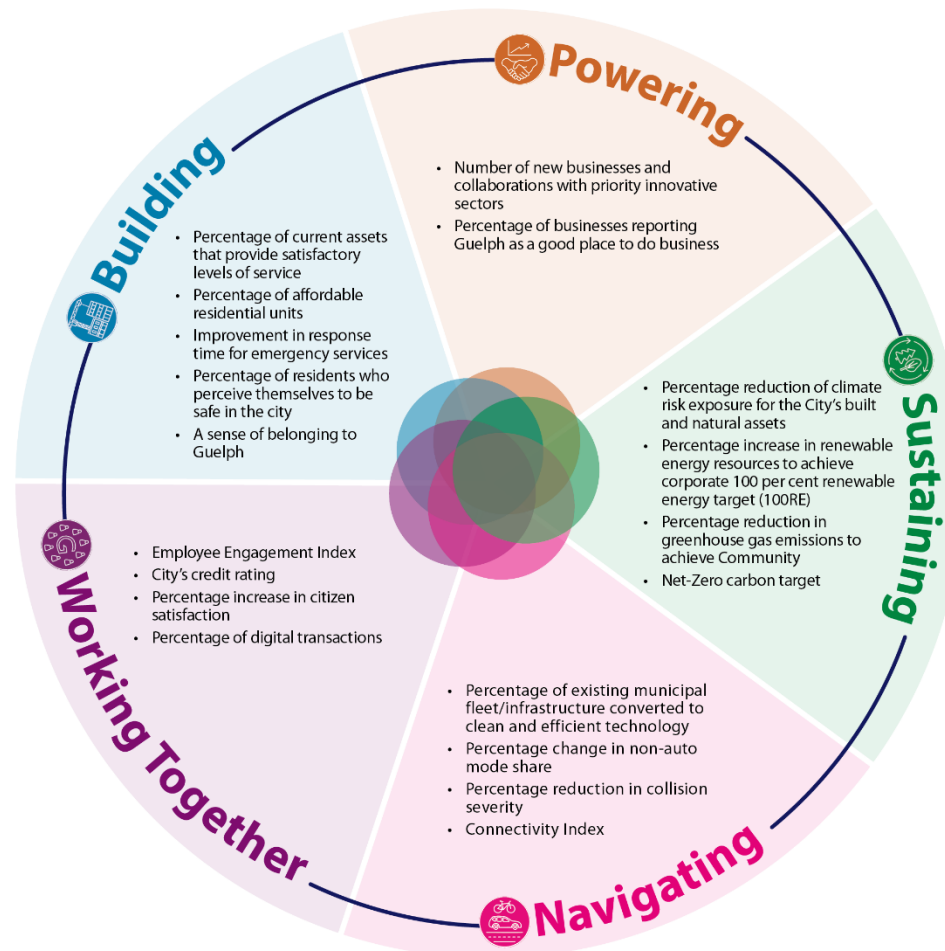 Powering
• Number of new businesses and
collaborations with priority innovative
sectors
• Percentage of businesses reporting
Guelph as a good place to do business
Building
• Percentage of current assets
that provide satisfactory
levels of service
• Percentage of affordable
residential units
• Improvement in response
time for emergency services
• Percentage of residents who
perceive themselves to be
safe in the city
• A sense of belonging to
Guelph
Sustaining
• Percentage reduction of climate
risk exposure for the City's built
and natural assets
• Percentage increase in renewable
energy resources to achieve
corporate 100 per cent renewable
energy target (100RE)
• Percentage reduction in
greenhouse gas emissions to
achieve Community
• Net-Zero carbon target
G
Working Together
• Employee Engagement Index
• City's credit rating
• Percentage increase in citizen
satisfaction
• Percentage of digital transactions
• Percentage of existing municipal
fleet/infrastructure converted to
clean and efficient technology
• Percentage change in non-auto
mode share
• Percentage reduction in collision
severity
• Connectivity Index
Navigating